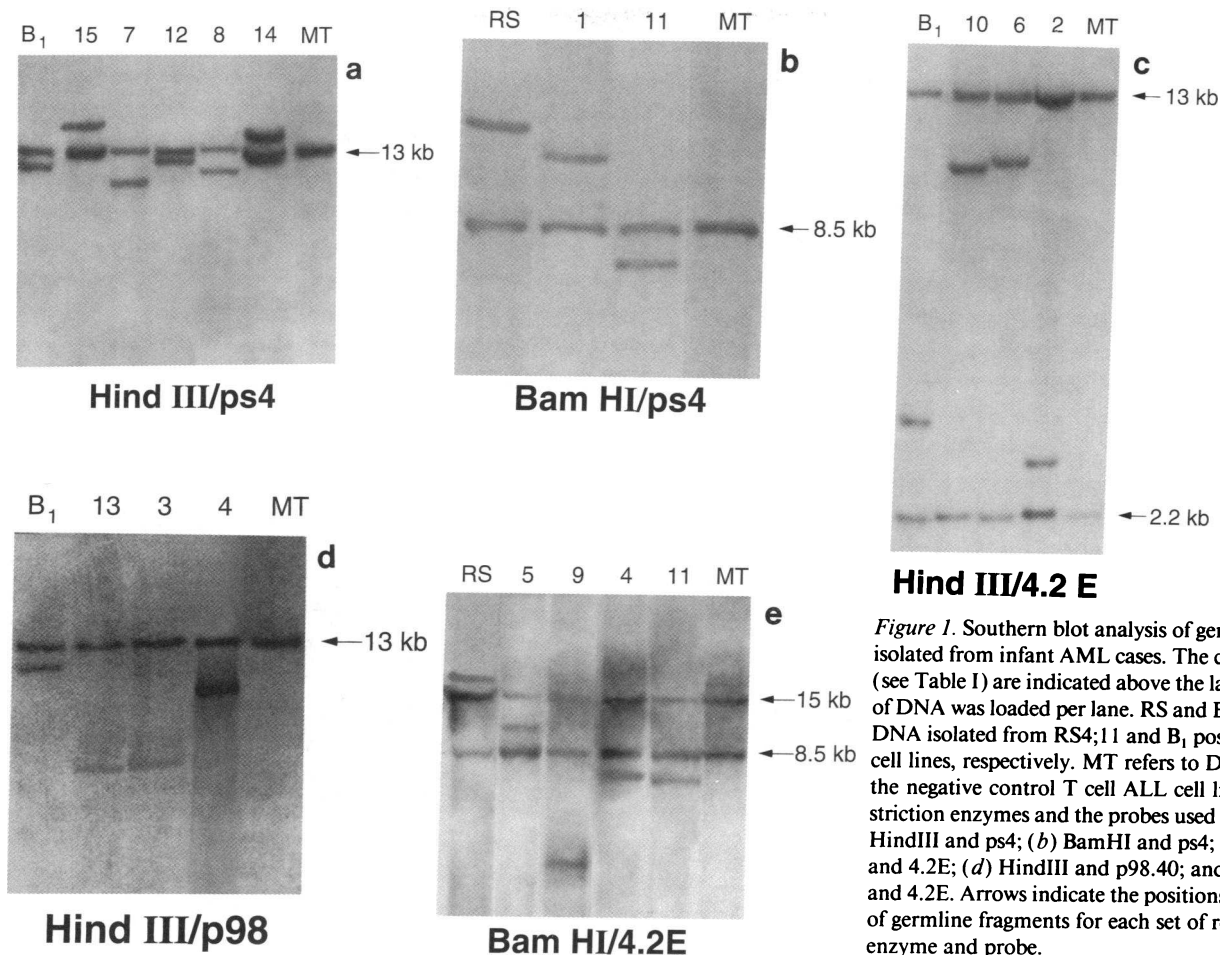 B1 15 7 12 8 14 MT
a
13 kb
Hind III/ps4
RS 1 11 MT
b
8.5 kb
Bam HI/ps4
B1 10 6 2 MT
c
13 kb
2.2 kb
Hind III/4.2 E
B1 13 3 4 MT
d
13 kb
Hind III/p98
RS 5 9 4 11 MT
e
15 kb
8.5 kb
Bam HI/4.2E
Figure 1. Southern blot analysis of
isolated from infant AML cases. The
(see Table I) are indicated above the
of DNA was loaded per lane. RS and
DNA isolated from RS4;11 and B1
cell lines, respectively. MT refers to
the negative control T cell ALL cell
striction enzymes and the probes used
HindIII and ps4; (b) BamHI and ps4;
and 4.2E; (d) HindIII and p98.40; and
and 4.2E. Arrows indicate the positions
of germline fragments for each set of
enzyme and probe.